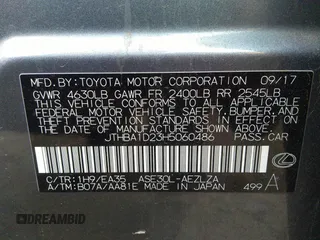 MFD.BY:TOYOTA MOTOR CORPORATION 09/17
GVWR 4630LB GAWR FR 2400LB RR 2545LB
THIS VEHICLE CONFORMS TO ALL APPLICABLE
FEDERAL MOTOR VEHICLE SAFETY, BUMPER, AND
THEFT PREVENTION STANDARDS IN EFFECT ON
THE DATE OF MANUFACTURE SHOWN ABOVE.
JTHBA1D23H5060486 PASS.CAR
C/TR:1H9/EA35 ASE30L-AEZLZA
A/TM:B07A/AA81E MADE IN JAPAN 499 A
DREAMBID